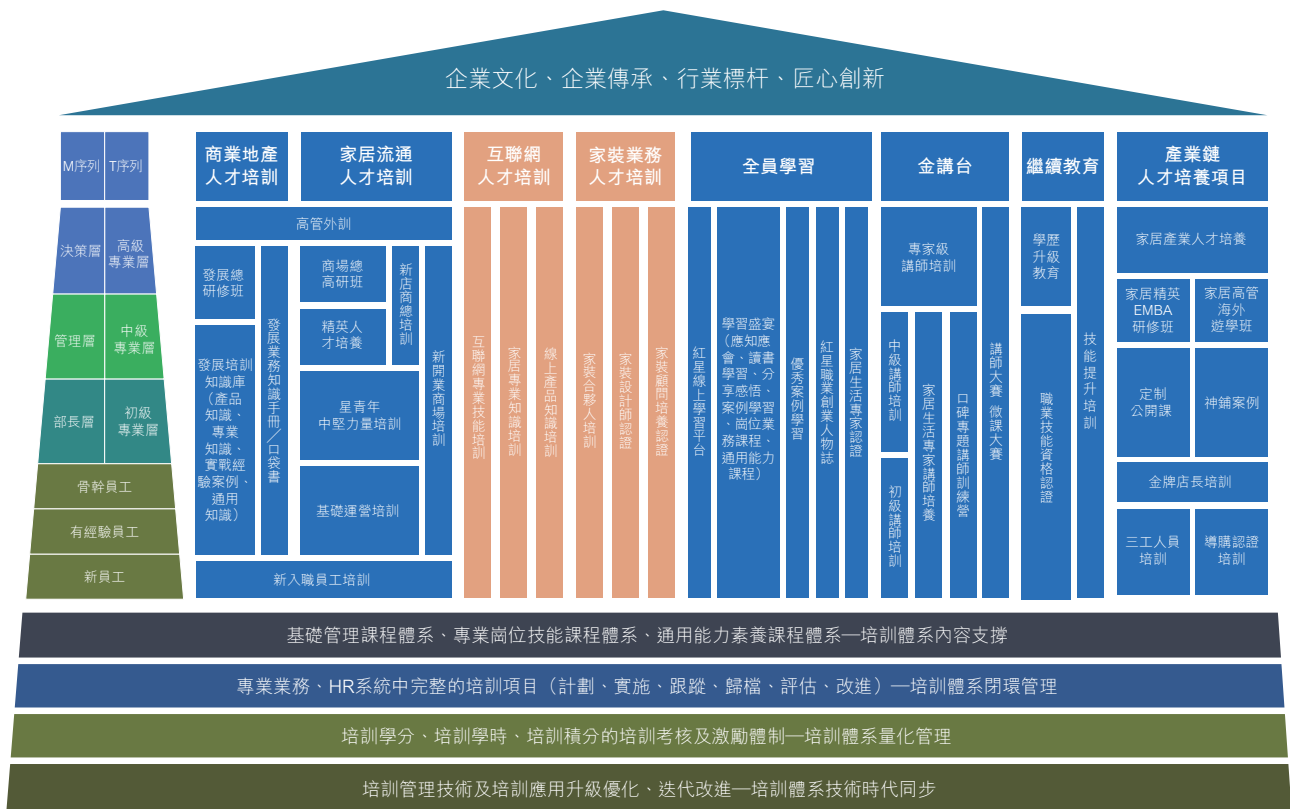 企業文化、企業傳承、行業標杆、匠心創新
M序列
T序列
商業地產
人才培訓
家居流通
人才培訓
互聯網
人才培訓
家裝業務
人才培訓
全員學習
金講台
繼續教育
產業鏈
人才培養項目
決策層
高級
專業層
管理層
中級
專業層
部長層
初級
專業層
骨幹員工
有經驗員工
新員工
高管外訓
發展總
研修班
發展培訓
知識庫
（產品
知識、
專業
知識、
實戰經
驗案例、
通用
知識）
發展業務知識手冊／口袋書
商場總
高研班
精英人
才培養
新店商總培訓
星青年
中堅力量培訓
基礎運營培訓
新開業商場培訓
新入職員工培訓
互聯網專業技能培訓
家居專業知識培訓
線上產品知識培訓
家裝合夥人培訓
家裝設計師認證
家裝顧問培養認證
紅星線上學習平台
學習盛宴
（應知應
會、讀書
學習、分
享感悟、
案例學習
、崗位業
務課程、
通用能力
課程）
優秀案例學習
紅星職業創業人物誌
家居生活專家認證
專家級
講師培訓
中級講師培訓
初級講師培訓
家居生活專家講師培養
口碑專題講師訓練營
講師大賽 微課大賽
學歷
升級
教育
職業技能資格認證
技能提升培訓
家居產業人才培養
家居精英
EMBA
研修班
家居高管
海外
遊學班
定制
公開課
神鋪案例
金牌店長培訓
三工人員
培訓
導購認證
培訓
基礎管理課程體系、專業崗位技能課程體系、通用能力素養課程體系—培訓體系內容支撐
專業業務、HR系統中完整的培訓項目（計劃、實施、跟蹤、歸檔、評估、改進）—培訓體系閉環管理
培訓學分、培訓學時、培訓積分的培訓考核及激勵體制—培訓體系量化管理
培訓管理技術及培訓應用升級優化、迭代改進—培訓體系技術時代同步